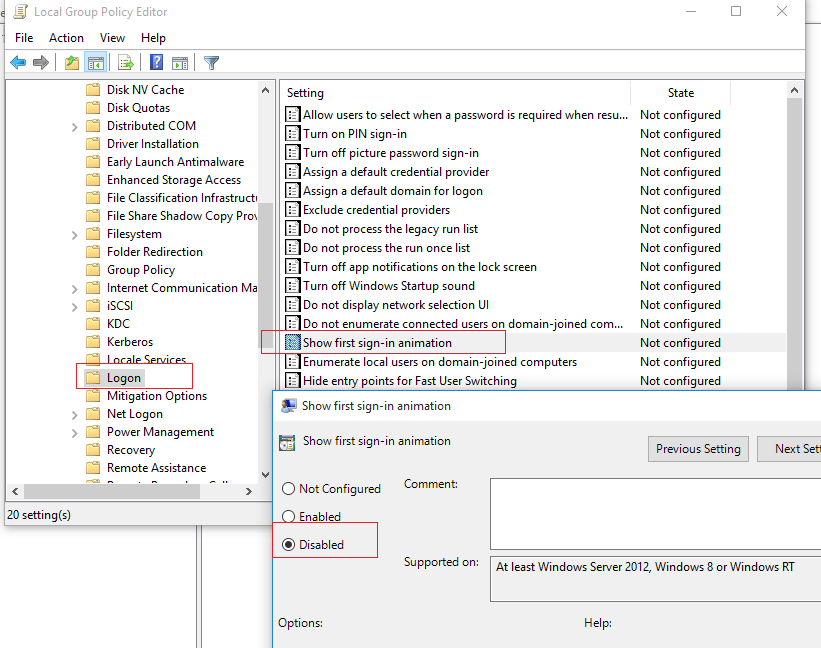 Local Group Policy Editor
File Action View Help
Disk NV Cache
Disk Quotas
Distributed COM
Driver Installation
Early Launch Antimalware
Enhanced Storage Access
File Classification Infrastructu
File Share Shadow Copy Prov
Filesystem
Folder Redirection
Group Policy
Internet Communication Ma
iSCSI
KDC
Kerberos
Locale Services
Logon
Mitigation Options
Net Logon
Power Management
Recovery
Remote Assistance
Setting State
Allow users to select when a password is required when resu... Not configured
Turn on PIN sign-in Not configured
Turn off picture password sign-in Not configured
Assign a default credential provider Not configured
Assign a default domain for logon Not configured
Exclude credential providers Not configured
Do not process the legacy run list Not configured
Do not process the run once list Not configured
Turn off app notifications on the lock screen Not configured
Turn off Windows Startup sound Not configured
Do not display network selection UI Not configured
Do not enumerate connected users on domain-joined com... Not configured
Show first sign-in animation Not configured
Enumerate local users on domain-joined computers Not configured
Hide entry points for Fast User Switching Not configured
20 setting(s)
Show first sign-in animation
Show first sign-in animation
Previous Setting
Next Sett
Not Configured
Enabled
Disabled
Comment:
Supported on:
At least Windows Server 2012, Windows 8 or Windows RT
Options:
Help: